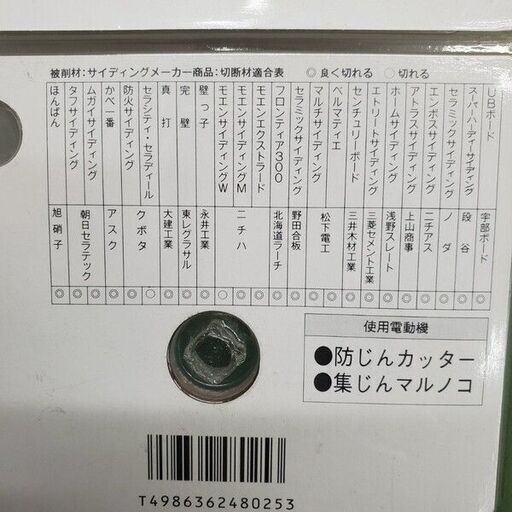 被削材：サイディングメーカー商品：切断材適合表　◎ 良く切れる　○ 切れる
UBボード
スーパーハーディーサイディング
セラミックサイディング
エンボスサイディング
アトラスサイディング
ホームサイディング
エトリートサイディング
センチュリーボード
ベルマティエ
マルチサイディング
セラミックサイディング
フロンティア300
モエンエクストラード
モエンサイディングM
モエンサイディングW
壁っ子
完壁
真打
セラシティ・セラディール
防火サイディング
かべ一番
ムガイサイディング
タフサイディング
ほんばん
宇部ボード
段谷
ノダ
ニチアス
上山商事
浅野スレート
三菱セメント工業
三井木材工業
松下電工
野田合板
北海道ラーチ
ニチハ
永井工業
東レグラサル
大建工業
クボタ
アスク
朝日セラテック
旭硝子
使用電動機
●防じんカッター
●集じんマルノコ
T4986362480253